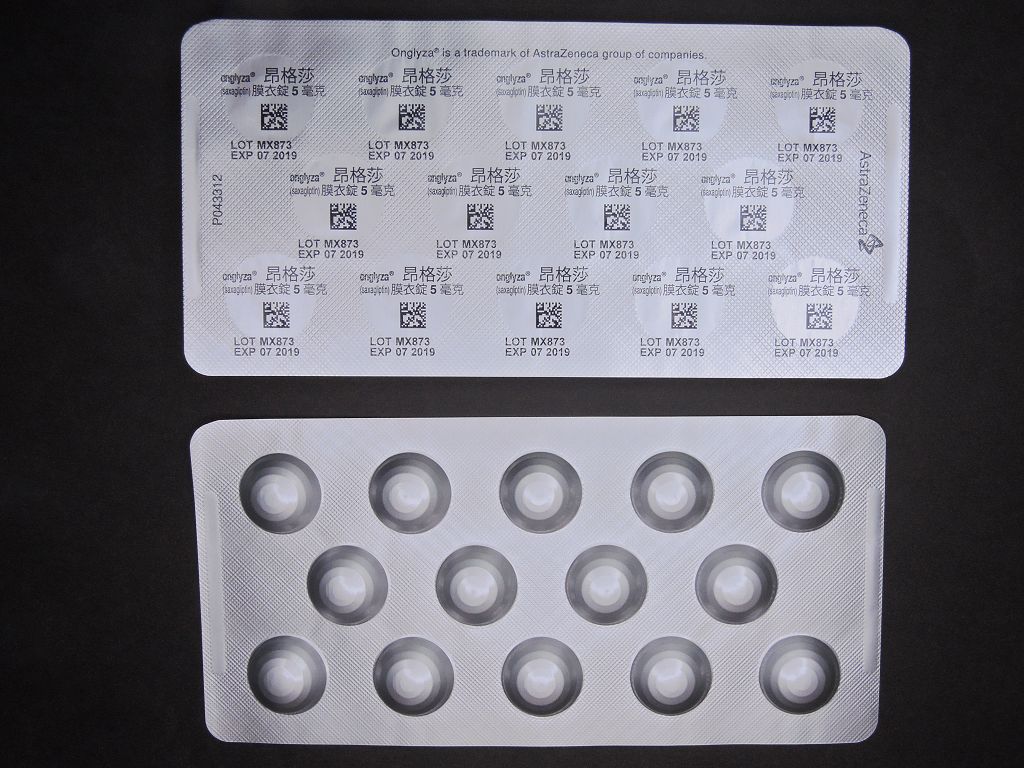 Onglyza® is a trademark of AstraZeneca group of companies.
onglyza® 昂格莎 onglyza® 昂格莎 onglyza® 昂格莎 onglyza® 昂格莎 onglyza® 昂格莎
(saxagliptin) 膜衣錠 5 毫克 (saxagliptin) 膜衣錠 5 毫克 (saxagliptin) 膜衣錠 5 毫克 (saxagliptin) 膜衣錠 5 毫克 (saxagliptin) 膜衣錠 5 毫克
LOT MX873 LOT MX873 LOT MX873 LOT MX873 LOT MX873
EXP 07 2019 EXP 07 2019 EXP 07 2019 EXP 07 2019 EXP 07 2019
P043312
onglyza® 昂格莎 onglyza® 昂格莎 onglyza® 昂格莎 onglyza® 昂格莎
(saxagliptin) 膜衣錠 5 毫克 (saxagliptin) 膜衣錠 5 毫克 (saxagliptin) 膜衣錠 5 毫克 (saxagliptin) 膜衣錠 5 毫克
LOT MX873 LOT MX873 LOT MX873 LOT MX873
EXP 07 2019 EXP 07 2019 EXP 07 2019 EXP 07 2019
AstraZeneca
onglyza® 昂格莎 onglyza® 昂格莎 onglyza® 昂格莎 onglyza® 昂格莎 onglyza® 昂格莎
(saxagliptin) 膜衣錠 5 毫克 (saxagliptin) 膜衣錠 5 毫克 (saxagliptin) 膜衣錠 5 毫克 (saxagliptin) 膜衣錠 5 毫克 (saxagliptin) 膜衣錠 5 毫克
LOT MX873 LOT MX873 LOT MX873 LOT MX873 LOT MX873
EXP 07 2019 EXP 07 2019 EXP 07 2019 EXP 07 2019 EXP 07 2019